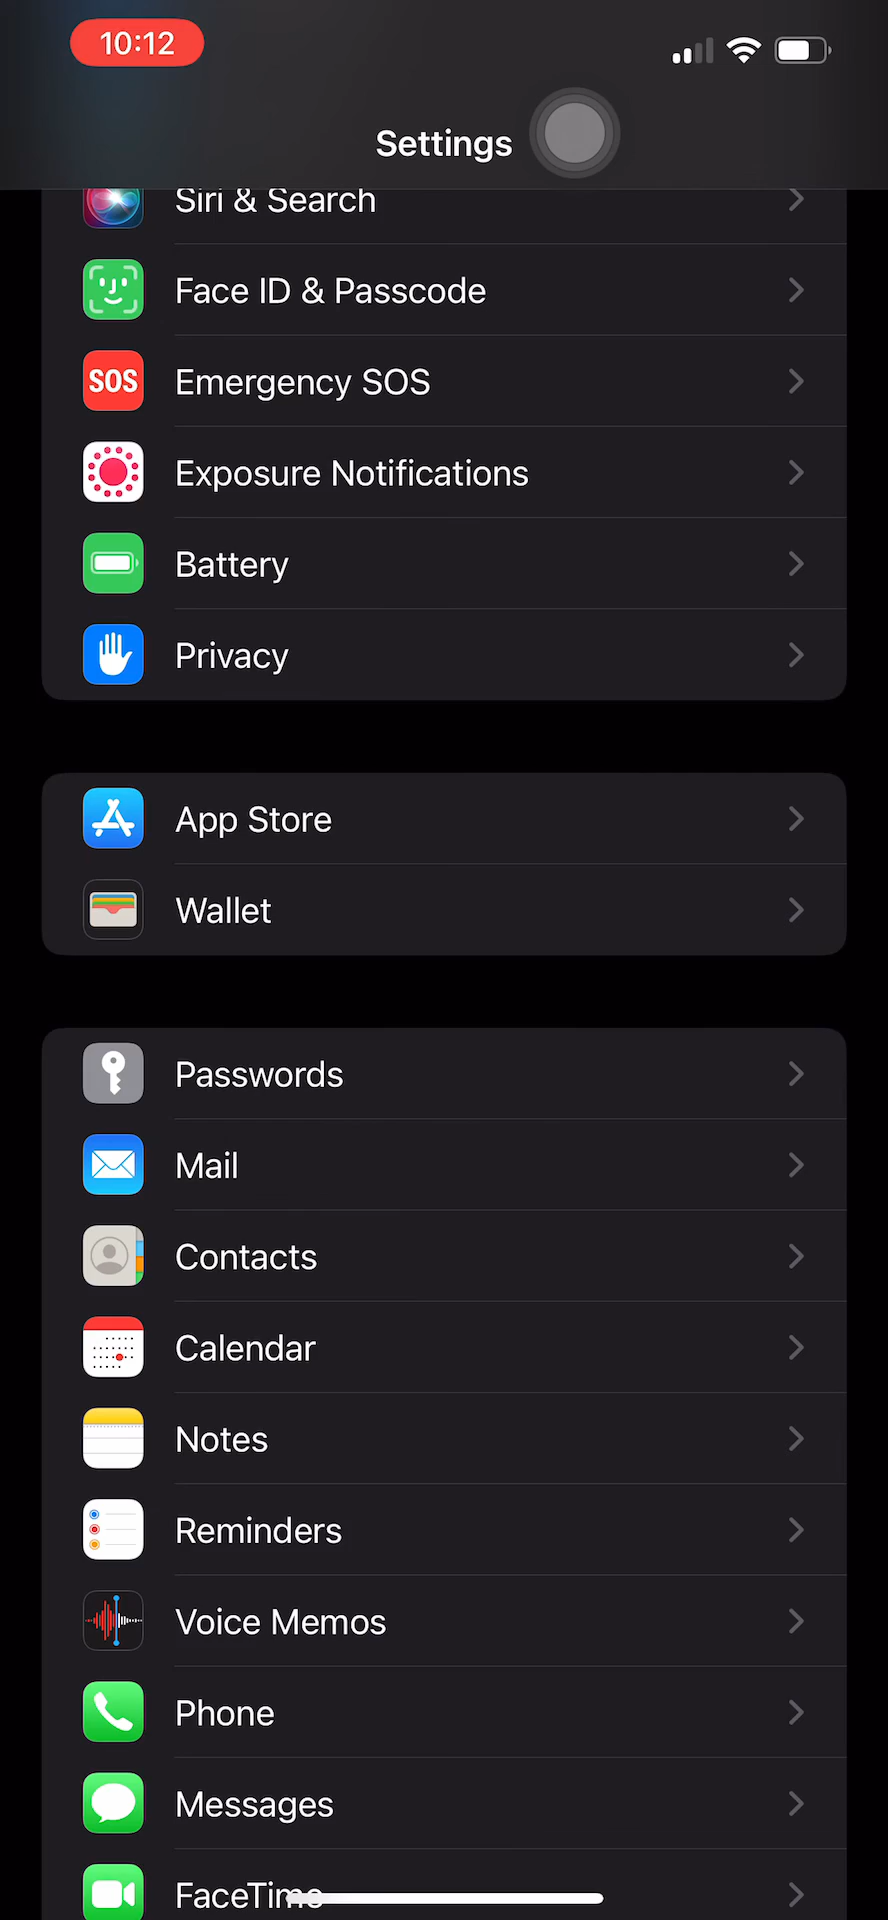 10:12
Settings
Siri & Search
Face ID & Passcode
SOS
Emergency SOS
Exposure Notifications
Battery
Privacy
App Store
Wallet
Passwords
Mail
Contacts
Calendar
Notes
Reminders
Voice Memos
Phone
Messages
FaceTime